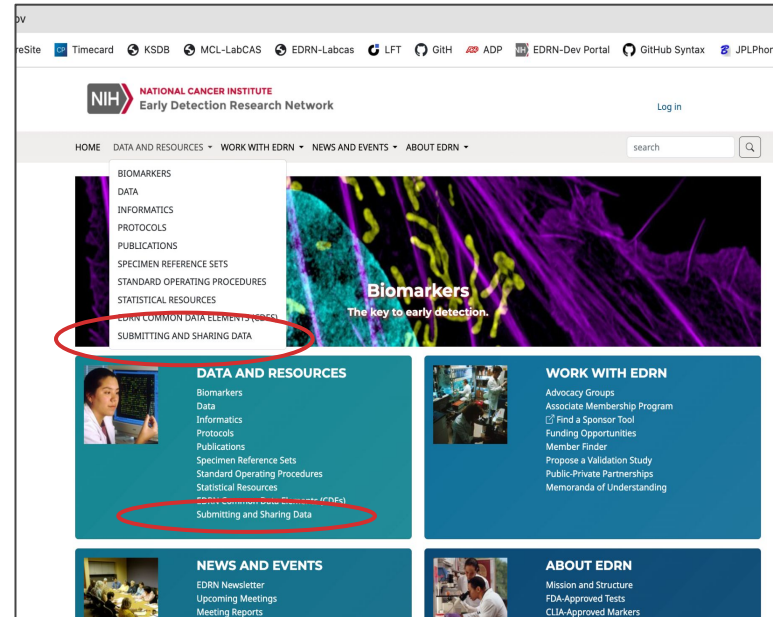 ov
reSite CP Timecard KSDB MCL-LabCAS EDRN-Labcas LFT GitH ADP NIH EDRN-Dev Portal GitHub Syntax JPLPhon
NIH NATIONAL CANCER INSTITUTE
Early Detection Research Network
Log in
HOME DATA AND RESOURCES WORK WITH EDRN NEWS AND EVENTS ABOUT EDRN search
BIOMARKERS
DATA
INFORMATICS
PROTOCOLS
PUBLICATIONS
SPECIMEN REFERENCE SETS
STANDARD OPERATING PROCEDURES
STATISTICAL RESOURCES
EDRN COMMON DATA ELEMENTS (CDES)
SUBMITTING AND SHARING DATA
Biomarkers
The key to early detection.
DATA AND RESOURCES
Biomarkers
Data
Informatics
Protocols
Publications
Specimen Reference Sets
Standard Operating Procedures
Statistical Resources
EDRN Common Data Elements (CDEs)
Submitting and Sharing Data
WORK WITH EDRN
Advocacy Groups
Associate Membership Program
Find a Sponsor Tool
Funding Opportunities
Member Finder
Propose a Validation Study
Public-Private Partnerships
Memoranda of Understanding
NEWS AND EVENTS
EDRN Newsletter
Upcoming Meetings
Meeting Reports
ABOUT EDRN
Mission and Structure
FDA-Approved Tests
CLIA-Approved Markers